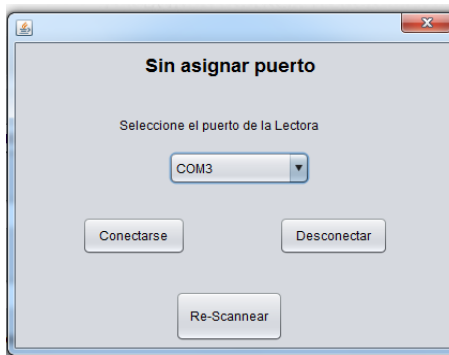 Sin asignar puerto
Seleccione el puerto de la Lectora
COM3
Conectarse Desconectar
Re-Scannear